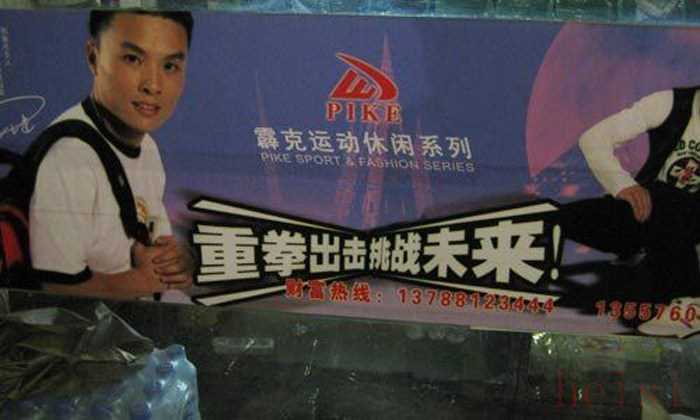 PIKE
霹克运动休闲系列
PIKE SPORT & FASHION SERIES
重拳出击挑战未来!
财富热线：13788123444
13557604